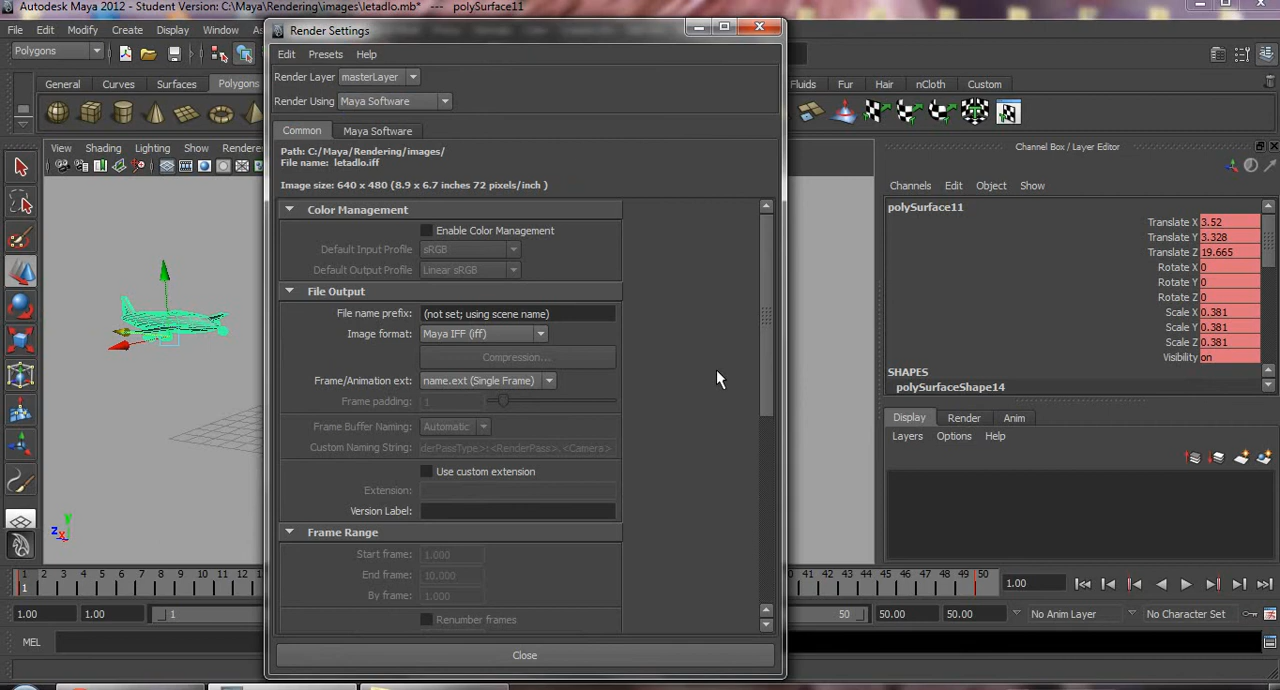 Autodesk Maya 2012 - Student Version: C:\Maya\Rendering\images\letadlo.mb* --- polySurface11
File Edit Modify Create Display Window
Render Settings
Polygons
Edit Presets Help
Render Layer masterLayer
General Curves Surfaces Polygons
Fluids Fur Hair nCloth Custom
Render Using Maya Software
Common Maya Software
View Shading Lighting Show Renderer
Channel Box / Layer Editor
Path: C:/Maya/Rendering/images/
File name: letadlo.iff
Image size: 640 x 480 (8.9 x 6.7 inches 72 pixels/inch )
Channels Edit Object Show
polySurface11
Color Management
Enable Color Management
Default Input Profile sRGB
Default Output Profile Linear sRGB
Translate X 3.52
Translate Y 3.328
Translate Z 19.665
Rotate X 0
Rotate Y 0
Rotate Z 0
Scale X 0.381
Scale Y 0.381
Scale Z 0.381
Visibility on
SHAPES
polySurfaceShape14
File Output
File name prefix: (not set; using scene name)
Image format: Maya IFF (iff)
Compression...
Frame/Animation ext: name.ext (Single Frame)
Frame padding: 1
Frame Buffer Naming: Automatic
Custom Naming String: derPassType>:<RenderPass>.<Camera>
Use custom extension
Extension:
Version Label:
Display Render Anim
Layers Options Help
Frame Range
Start frame: 1.000
End frame: 10.000
By frame: 1.000
Renumber frames
y
z x
1 2 3 4 5 6 7 8 9 10 11 12
41 42 43 44 45 46 47 48 49 50
1
1.00
1.00 1.00 1
50 50.00 50.00 No Anim Layer No Character Set
MEL
Close